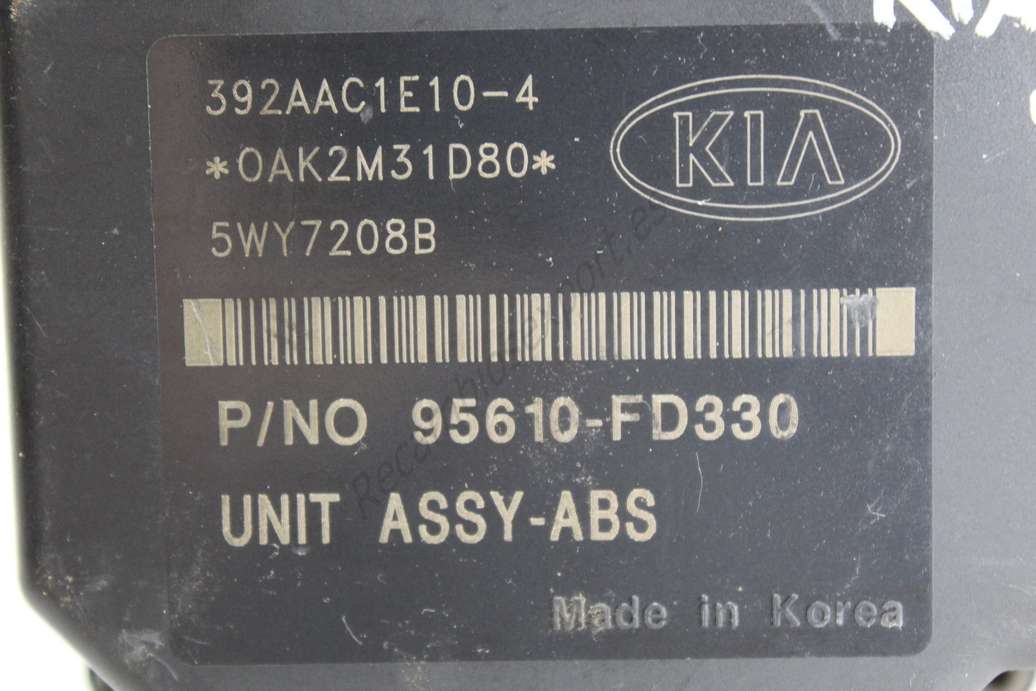 392AAC1E10-4
*0AK2M31D80*
5WY7208B
KIA
P/NO 95610-FD330
UNIT ASSY-ABS
Made in Korea